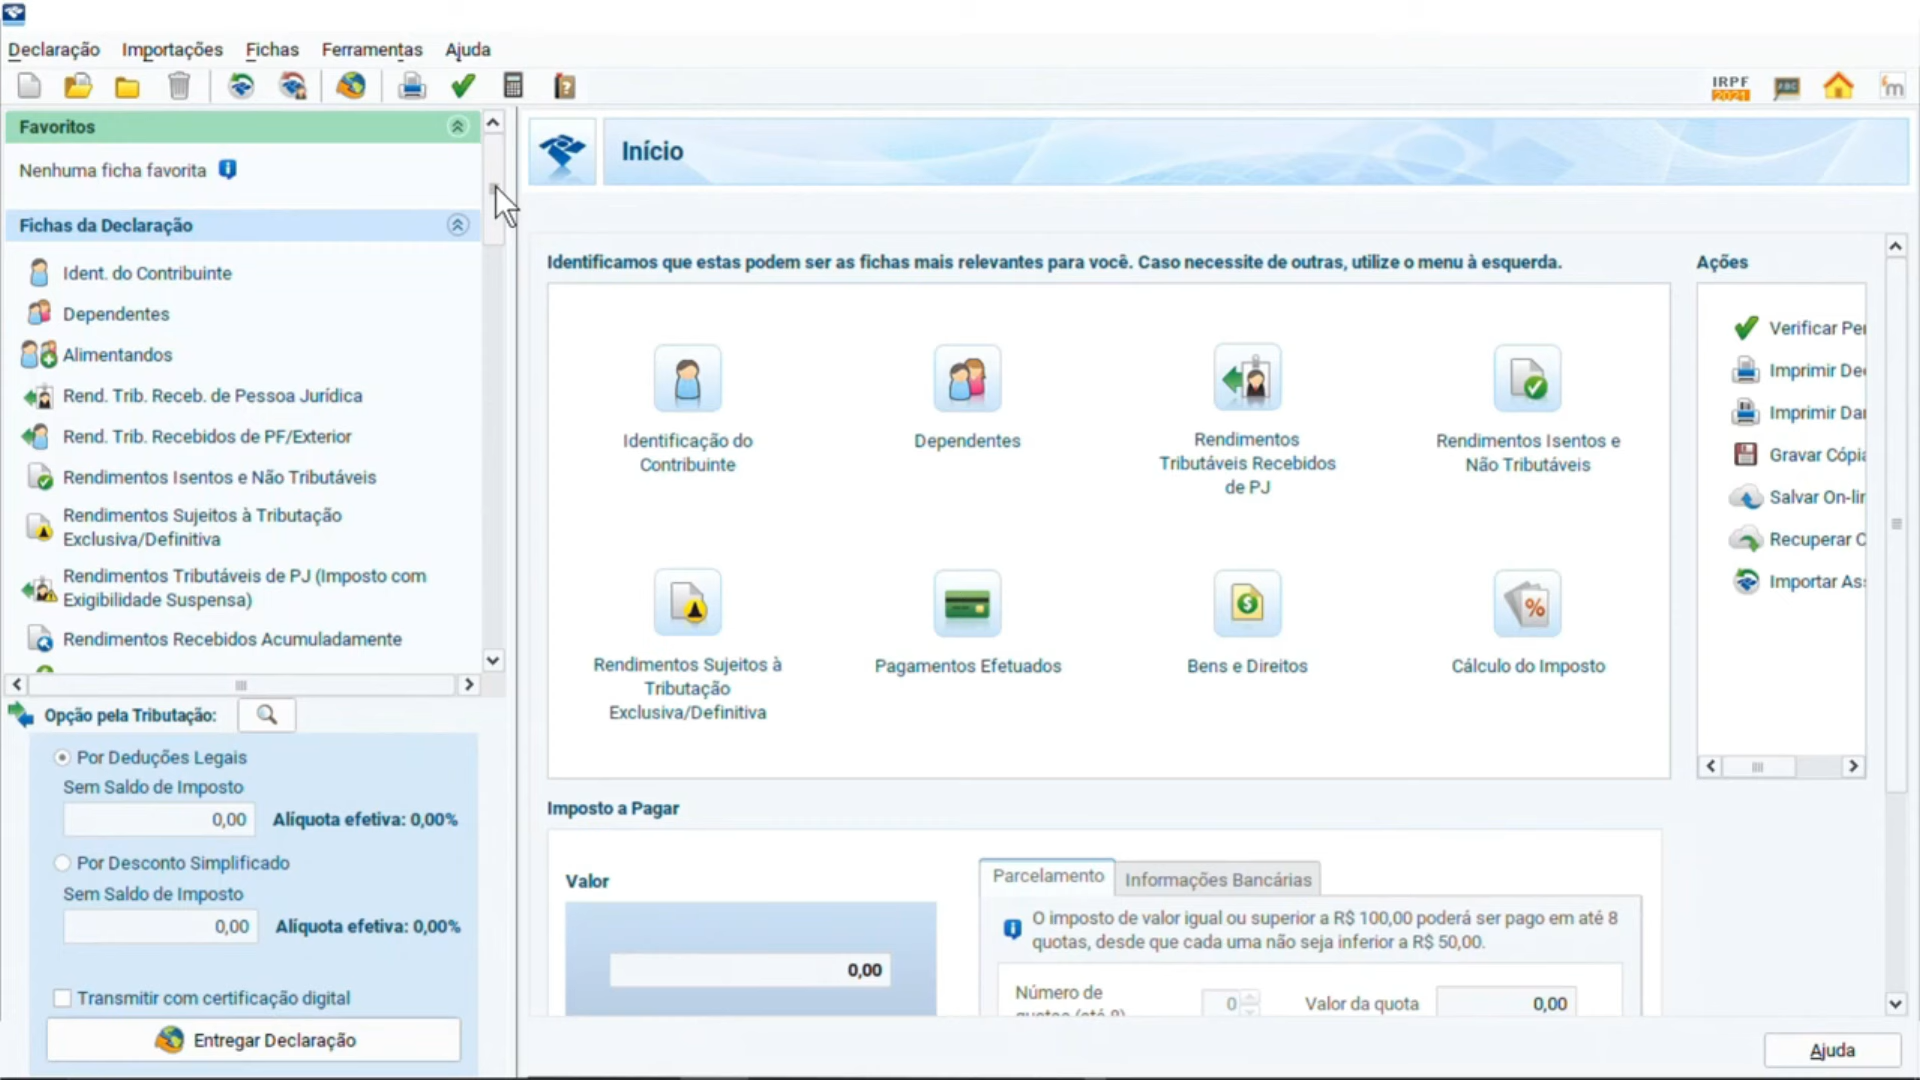 Declaração Importações Fichas Ferramentas Ajuda
IRPF
2021
Favoritos
Nenhuma ficha favorita
Fichas da Declaração
Ident. do Contribuinte
Dependentes
Alimentandos
Rend. Trib. Receb. de Pessoa Jurídica
Rend. Trib. Recebidos de PF/Exterior
Rendimentos Isentos e Não Tributáveis
Rendimentos Sujeitos à Tributação
Exclusiva/Definitiva
Rendimentos Tributáveis de PJ (Imposto com
Exigibilidade Suspensa)
Rendimentos Recebidos Acumuladamente
Opção pela Tributação:
Por Deduções Legais
Sem Saldo de Imposto
0,00 Alíquota efetiva: 0,00%
Por Desconto Simplificado
Sem Saldo de Imposto
0,00 Alíquota efetiva: 0,00%
Transmitir com certificação digital
Entregar Declaração
Início
Identificamos que estas podem ser as fichas mais relevantes para você. Caso necessite de outras, utilize o menu à esquerda.
Identificação do
Contribuinte
Dependentes
Rendimentos
Tributáveis Recebidos
de PJ
Rendimentos Isentos e
Não Tributáveis
Rendimentos Sujeitos à
Tributação
Exclusiva/Definitiva
Pagamentos Efetuados
Bens e Direitos
Cálculo do Imposto
Ações
Verificar Pe
Imprimir De
Imprimir Da
Gravar Cópia
Salvar On-li
Recuperar C
Importar As
Imposto a Pagar
Valor
0,00
Parcelamento Informações Bancárias
O imposto de valor igual ou superior a R$ 100,00 poderá ser pago em até 8
quotas, desde que cada uma não seja inferior a R$ 50,00.
Número de
quotas (até 8)
0 Valor da quota 0,00
Ajuda